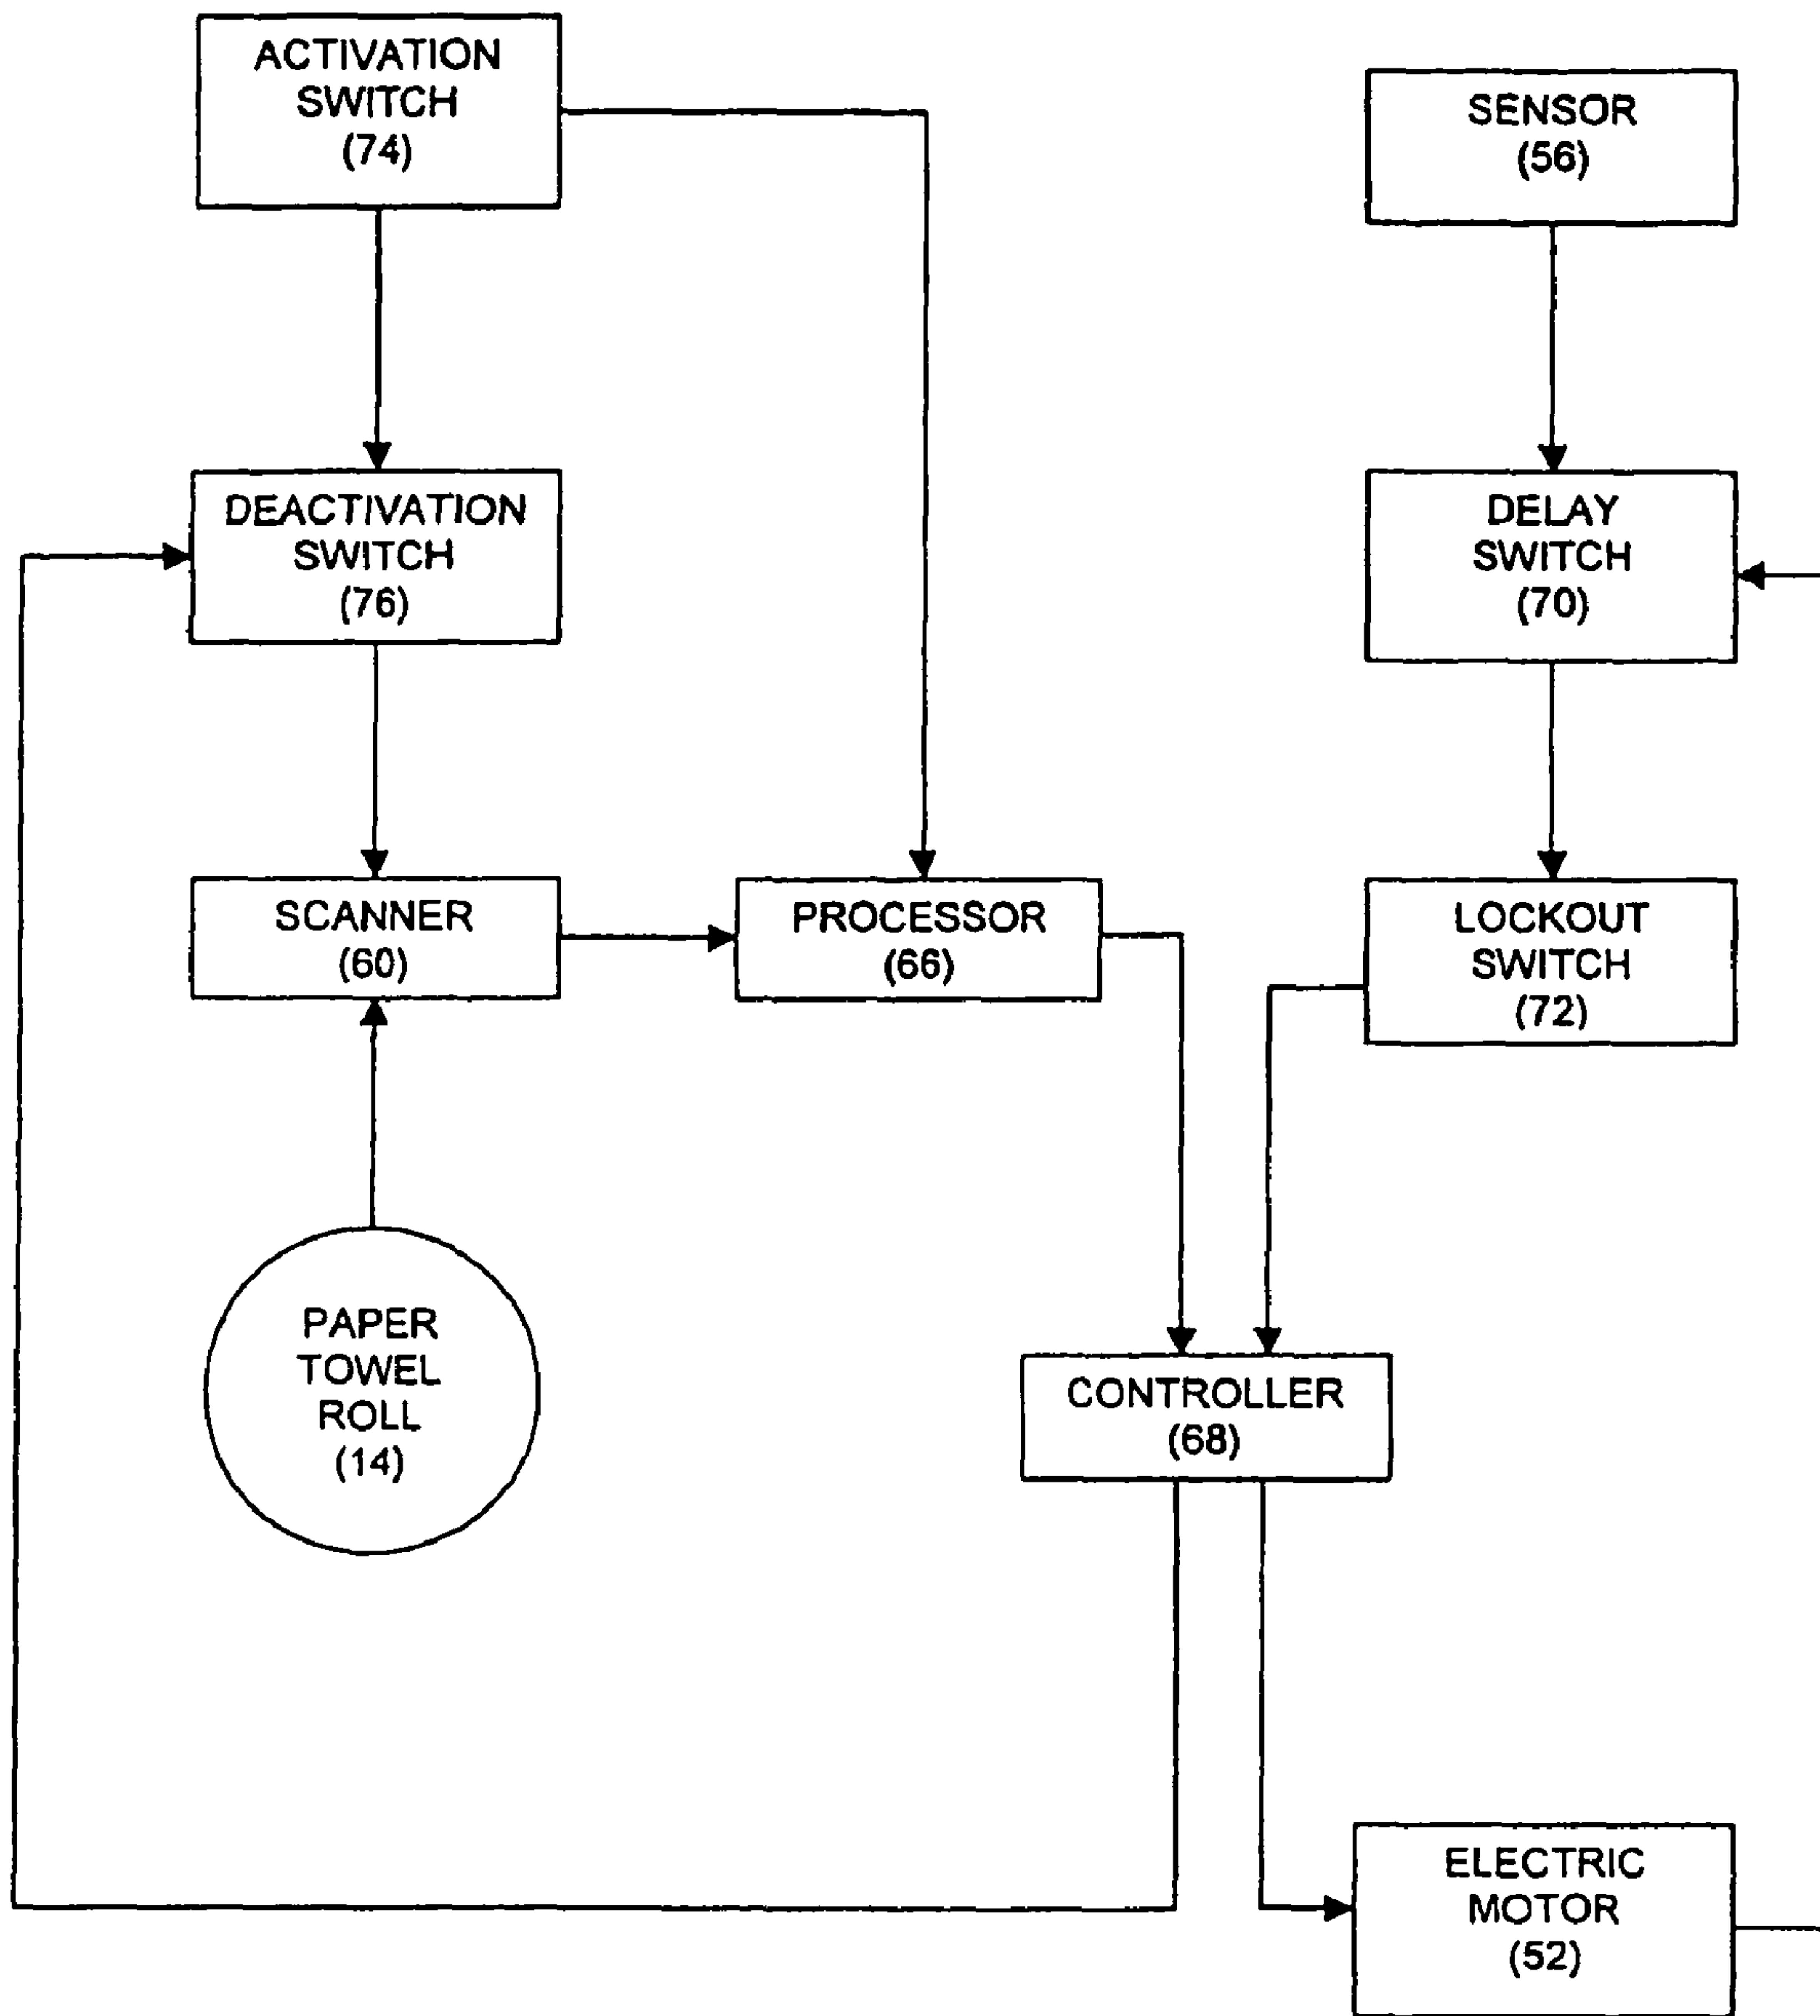 ACTIVATION
SWITCH
(74)
SENSOR
(56)
DEACTIVATION
SWITCH
(76)
DELAY
SWITCH
(70)
SCANNER
(60)
PROCESSOR
(66)
LOCKOUT
SWITCH
(72)
PAPER
TOWEL
ROLL
(14)
CONTROLLER
(68)
ELECTRIC
MOTOR
(52)